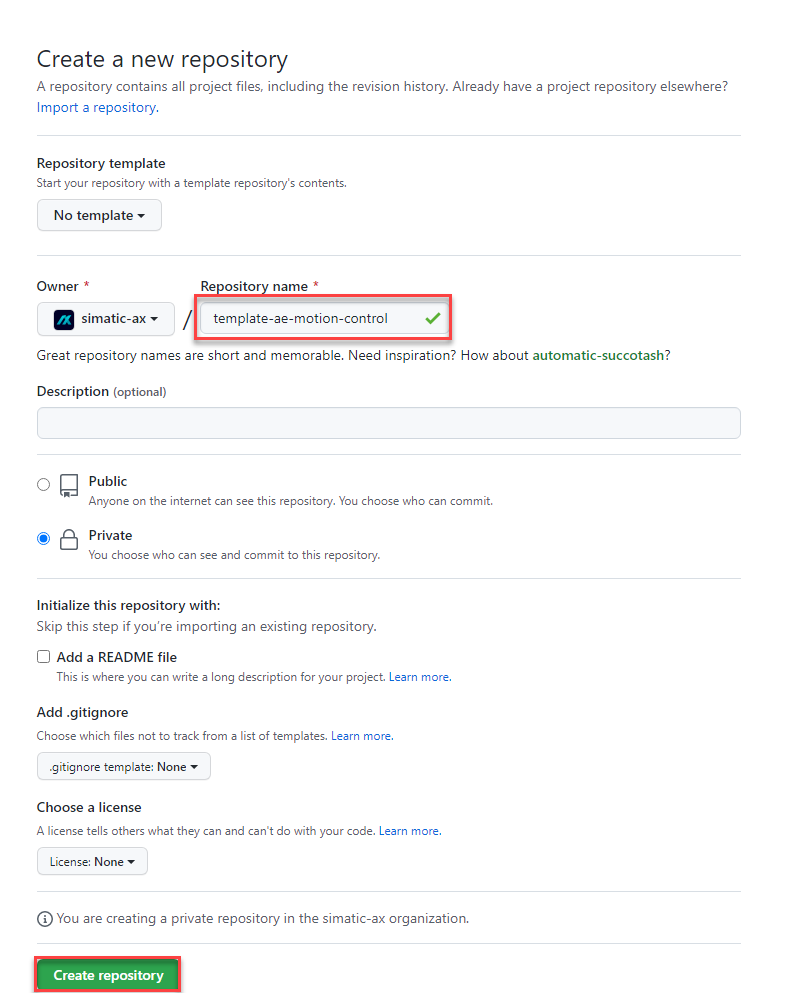 Create a new repository
A repository contains all project files, including the revision history. Already have a project repository elsewhere?
Import a repository.
Repository template
Start your repository with a template repository's contents.
No template
Owner * Repository name *
simatic-ax / template-ae-motion-control
Great repository names are short and memorable. Need inspiration? How about automatic-succotash?
Description (optional)
Public
Anyone on the internet can see this repository. You choose who can commit.
Private
You choose who can see and commit to this repository.
Initialize this repository with:
Skip this step if you're importing an existing repository.
Add a README file
This is where you can write a long description for your project. Learn more.
Add .gitignore
Choose which files not to track from a list of templates. Learn more.
.gitignore template: None
Choose a license
A license tells others what they can and can't do with your code. Learn more.
License: None
You are creating a private repository in the simatic-ax organization.
Create repository